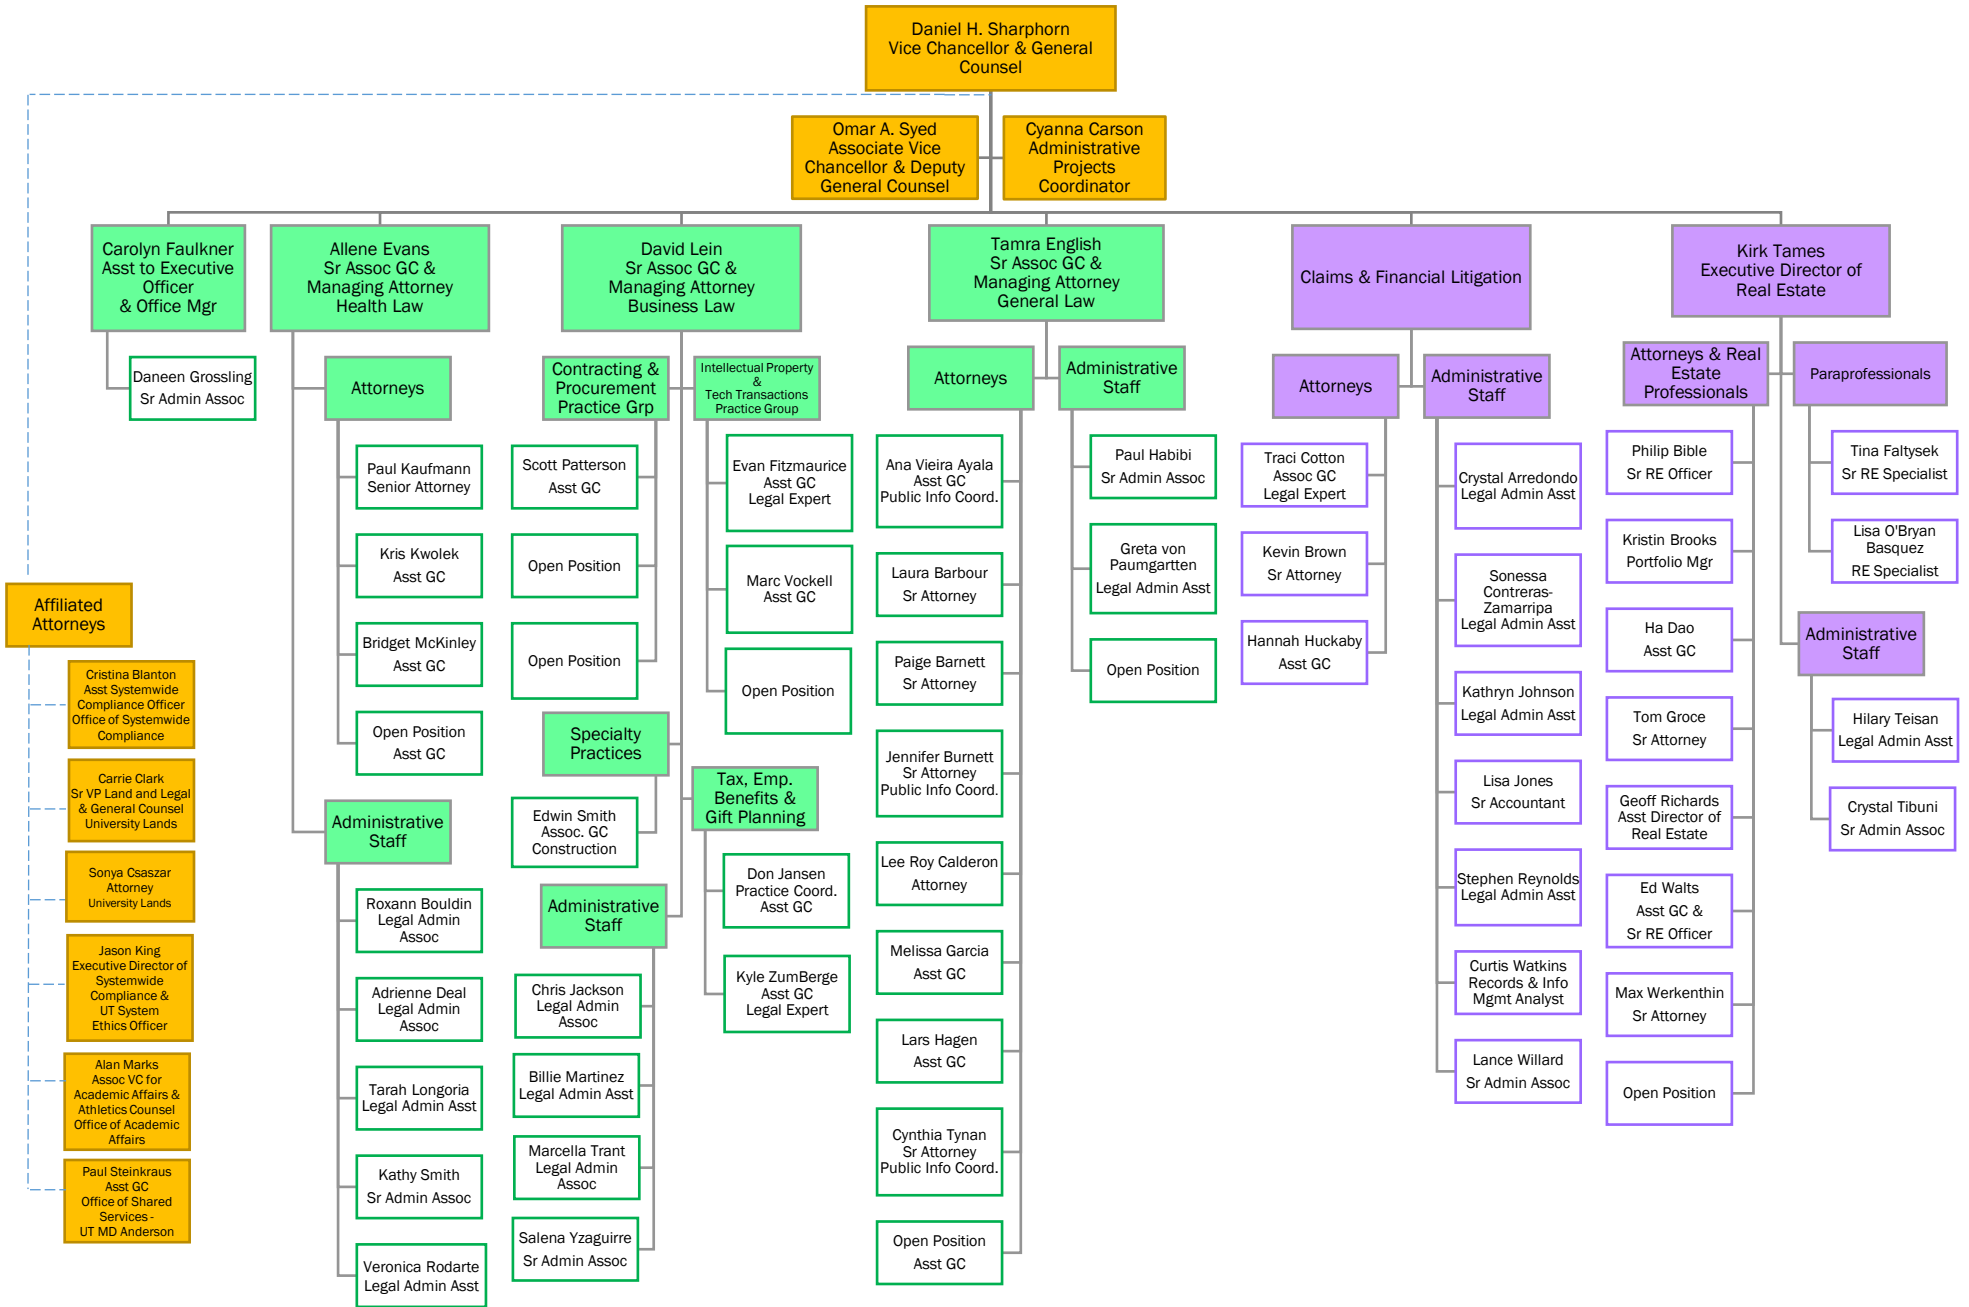 Daniel H. Sharphorn
Vice Chancellor & General
Counsel
Omar A. Syed
Associate Vice
Chancellor & Deputy
General Counsel
Cyanna Carson
Administrative
Projects
Coordinator
Carolyn Faulkner
Asst to Executive
Officer
& Office Mgr
Daneen Grossling
Sr Admin Assoc
Allene Evans
Sr Assoc GC &
Managing Attorney
Health Law
Attorneys
Paul Kaufmann
Senior Attorney
Kris Kwolek
Asst GC
Bridget McKinley
Asst GC
Open Position
Asst GC
Administrative
Staff
Roxann Bouldin
Legal Admin
Assoc
Adrienne Deal
Legal Admin
Assoc
Tarah Longoria
Legal Admin Asst
Kathy Smith
Sr Admin Assoc
Veronica Rodarte
Legal Admin Asst
David Lein
Sr Assoc GC &
Managing Attorney
Business Law
Contracting &
Procurement
Practice Grp
Scott Patterson
Asst GC
Open Position
Open Position
Intellectual Property
&
Tech Transactions
Practice Group
Evan Fitzmaurice
Asst GC
Legal Expert
Marc Vockell
Asst GC
Open Position
Specialty
Practices
Edwin Smith
Assoc. GC
Construction
Tax, Emp.
Benefits &
Gift Planning
Don Jansen
Practice Coord.
Asst GC
Kyle ZumBerge
Asst GC
Legal Expert
Administrative
Staff
Chris Jackson
Legal Admin
Assoc
Billie Martinez
Legal Admin Asst
Marcella Trant
Legal Admin
Assoc
Salena Yzaguirre
Sr Admin Assoc
Tamra English
Sr Assoc GC &
Managing Attorney
General Law
Attorneys
Ana Vieira Ayala
Asst GC
Public Info Coord.
Laura Barbour
Sr Attorney
Paige Barnett
Sr Attorney
Jennifer Burnett
Sr Attorney
Public Info Coord.
Lee Roy Calderon
Attorney
Melissa Garcia
Asst GC
Lars Hagen
Asst GC
Cynthia Tynan
Sr Attorney
Public Info Coord.
Open Position
Asst GC
Administrative
Staff
Paul Habibi
Sr Admin Assoc
Greta von
Paumgartten
Legal Admin Asst
Open Position
Claims & Financial Litigation
Attorneys
Traci Cotton
Assoc GC
Legal Expert
Kevin Brown
Sr Attorney
Hannah Huckaby
Asst GC
Administrative
Staff
Crystal Arredondo
Legal Admin Asst
Sonessa
Contreras-
Zamarripa
Legal Admin Asst
Kathryn Johnson
Legal Admin Asst
Lisa Jones
Sr Accountant
Stephen Reynolds
Legal Admin Asst
Curtis Watkins
Records & Info
Mgmt Analyst
Lance Willard
Sr Admin Assoc
Kirk Tames
Executive Director of
Real Estate
Attorneys & Real
Estate
Professionals
Philip Bible
Sr RE Officer
Kristin Brooks
Portfolio Mgr
Ha Dao
Asst GC
Tom Groce
Sr Attorney
Geoff Richards
Asst Director of
Real Estate
Ed Walts
Asst GC &
Sr RE Officer
Max Werkenthin
Sr Attorney
Open Position
Paraprofessionals
Tina Faltysek
Sr RE Specialist
Lisa O'Bryan
Basquez
RE Specialist
Administrative
Staff
Hilary Teisan
Legal Admin Asst
Crystal Tibuni
Sr Admin Assoc
Affiliated
Attorneys
Cristina Blanton
Asst Systemwide
Compliance Officer
Office of Systemwide
Compliance
Carrie Clark
Sr VP Land and Legal
& General Counsel
University Lands
Sonya Csaszar
Attorney
University Lands
Jason King
Executive Director of
Systemwide
Compliance &
UT System
Ethics Officer
Alan Marks
Assoc VC for
Academic Affairs &
Athletics Counsel
Office of Academic
Affairs
Paul Steinkraus
Asst GC
Office of Shared
Services -
UT MD Anderson